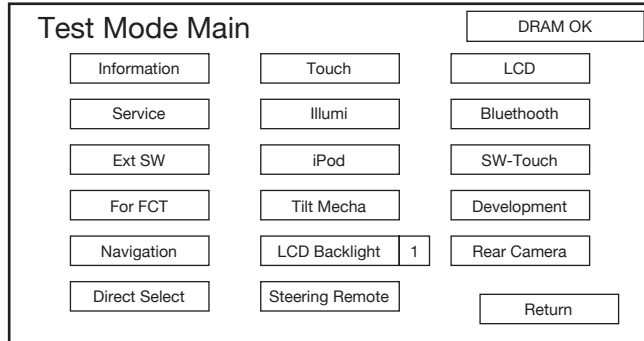 Test Mode Main
DRAM OK
Information
Touch
LCD
Service
Illumi
Bluethooth
Ext SW
iPod
SW-Touch
For FCT
Tilt Mecha
Development
Navigation
LCD Backlight 1
Rear Camera
Direct Select
Steering Remote
Return